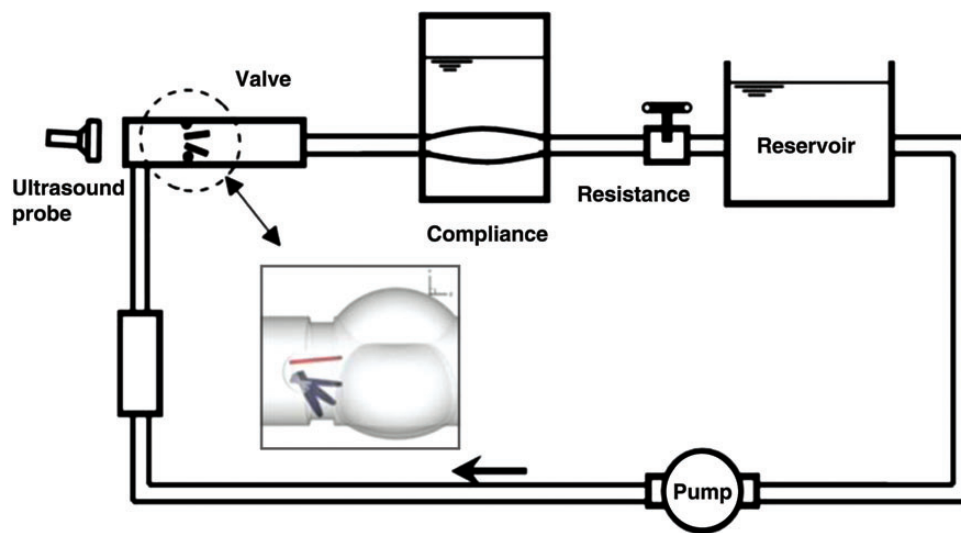 Valve
Ultrasound
probe
Compliance
Resistance
Reservoir
Pump